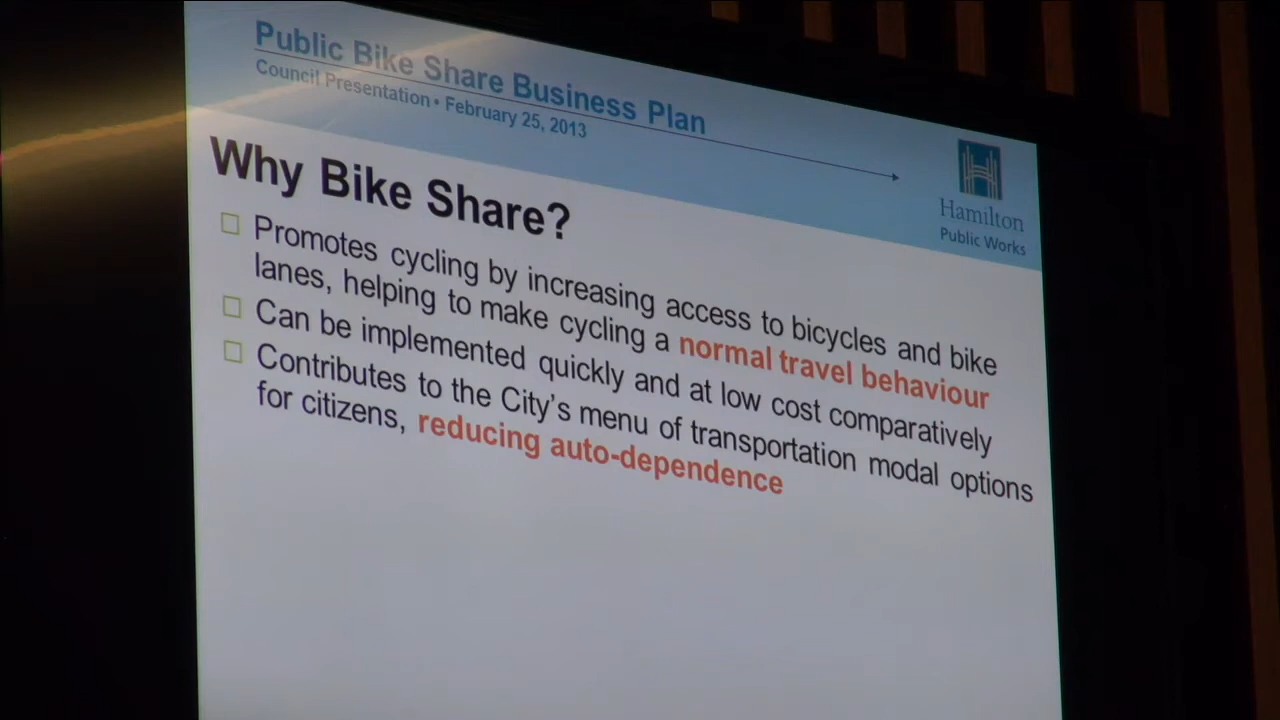 Public Bike Share Business Plan
Council Presentation • February 25, 2013
Hamilton
Public Works
Why Bike Share?
Promotes cycling by increasing access to bicycles and bike
lanes, helping to make cycling a normal travel behaviour
Can be implemented quickly and at low cost comparatively
Contributes to the City's menu of transportation modal options
for citizens, reducing auto-dependence